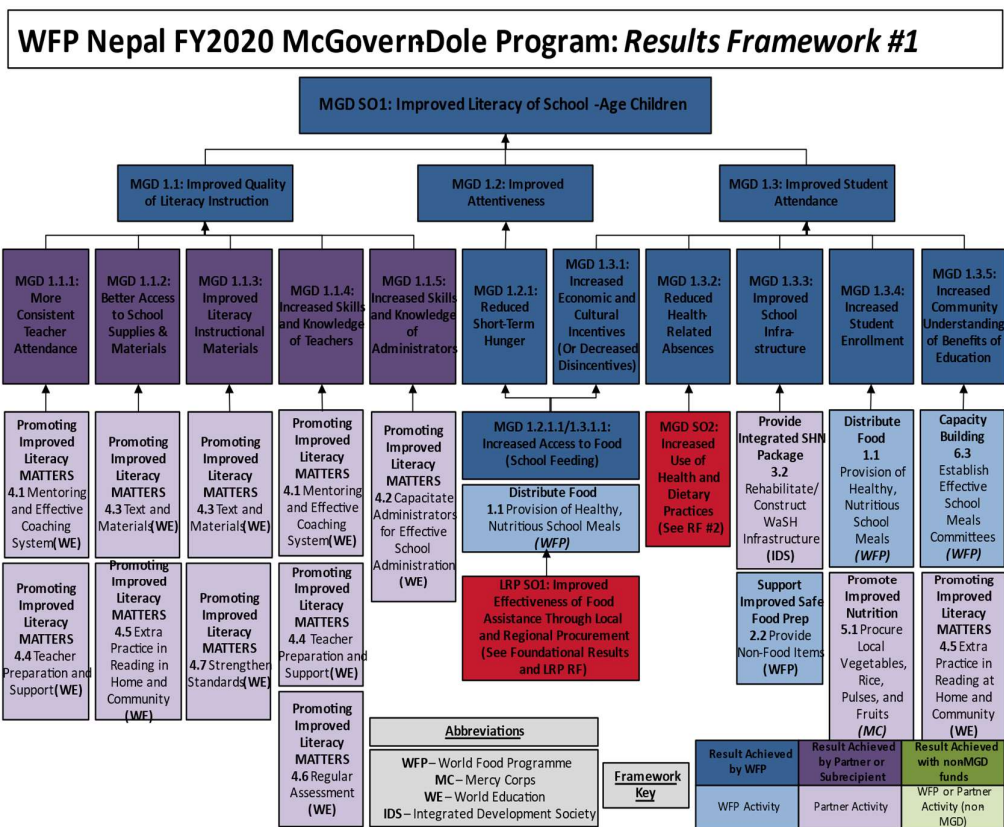 WFP Nepal FY2020 McGovern-Dole Program: Results Framework #1
MGD SO1: Improved Literacy of School -Age Children
MGD 1.1: Improved Quality
of Literacy Instruction
MGD 1.2: Improved
Attentiveness
MGD 1.3: Improved Student
Attendance
MGD 1.1.1:
More
Consistent
Teacher
Attendance
MGD 1.1.2:
Better Access
to School
Supplies &
Materials
MGD 1.1.3:
Improved
Literacy
Instructional
Materials
MGD 1.1.4:
Increased Skills
and Knowledge
of Teachers
MGD 1.1.5:
Increased Skills
and Knowledge
of
Administrators
MGD 1.2.1:
Reduced
Short-Term
Hunger
MGD 1.3.1:
Increased
Economic and
Cultural
Incentives
(Or Decreased
Disincentives)
MGD 1.3.2:
Reduced
Health-
Related
Absences
MGD 1.3.3:
Improved
School
Infra-
structure
MGD 1.3.4:
Increased
Student
Enrollment
MGD 1.3.5:
Increased
Community
Understanding
of Benefits of
Education
Promoting
Improved
Literacy
MATTERS
4.1 Mentoring
and Effective
Coaching
System(WE)
Promoting
Improved
Literacy
MATTERS
4.3 Text and
Materials(WE)
Promoting
Improved
Literacy
MATTERS
4.3 Text and
Materials(WE)
Promoting
Improved
Literacy
MATTERS
4.1 Mentoring
and Effective
Coaching
System(WE)
Promoting
Improved
Literacy
MATTERS
4.2 Capacitate
Administrators
for Effective
School
Administration
(WE)
MGD 1.2.1.1/1.3.1.1:
Increased Access to Food
(School Feeding)
Distribute Food
1.1 Provision of Healthy,
Nutritious School Meals
(WFP)
LRP SO1: Improved
Effectiveness of Food
Assistance Through Local
and Regional Procurement
(See Foundational Results
and LRP RF)
MGD SO2:
Increased
Use of
Health and
Dietary
Practices
(See RF #2)
Provide
Integrated SHN
Package
3.2
Rehabilitate/
Construct
WaSH
Infrastructure
(IDS)
Distribute
Food
1.1
Provision of
Healthy,
Nutritious
School
Meals
(WFP)
Capacity
Building
6.3
Establish
Effective
School
Meals
Committees
(WFP)
Promoting
Improved
Literacy
MATTERS
4.4 Teacher
Preparation and
Support(WE)
Promoting
Improved
Literacy
MATTERS
4.5 Extra
Practice in
Reading in
Home and
Community
(WE)
Promoting
Improved
Literacy
MATTERS
4.7 Strengthen
Standards(WE)
Promoting
Improved
Literacy
MATTERS
4.4 Teacher
Preparation and
Support(WE)
Support
Improved Safe
Food Prep
2.2 Provide
Non-Food Items
(WFP)
Promote
Improved
Nutrition
5.1 Procure
Local
Vegetables,
Rice,
Pulses, and
Fruits
(MC)
Promoting
Improved
Literacy
MATTERS
4.5 Extra
Practice in
Reading at
Home and
Community
(WE)
Promoting
Improved
Literacy
MATTERS
4.6 Regular
Assessment
(WE)
Abbreviations
WFP – World Food Programme
MC – Mercy Corps
WE – World Education
IDS – Integrated Development Society
Framework
Key
Result Achieved
by WFP
Result Achieved
by Partner or
Subrecipient
Result Achieved
with nonMGD
funds
WFP Activity
Partner Activity
WFP or Partner
Activity (non
MGD)